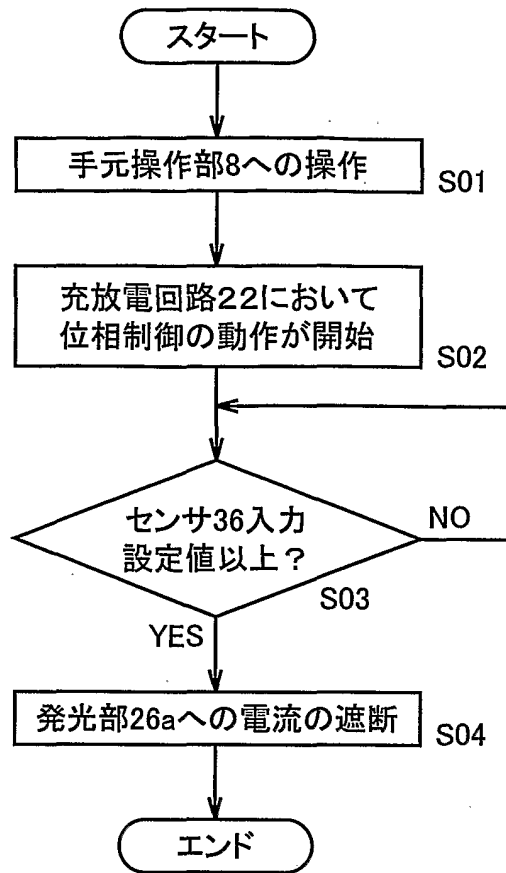 スタート
手元操作部8への操作
S01
充放電回路22において
位相制御の動作が開始
S02
センサ36入力
設定値以上?
NO
S03
YES
発光部26aへの電流の遮断
S04
エンド